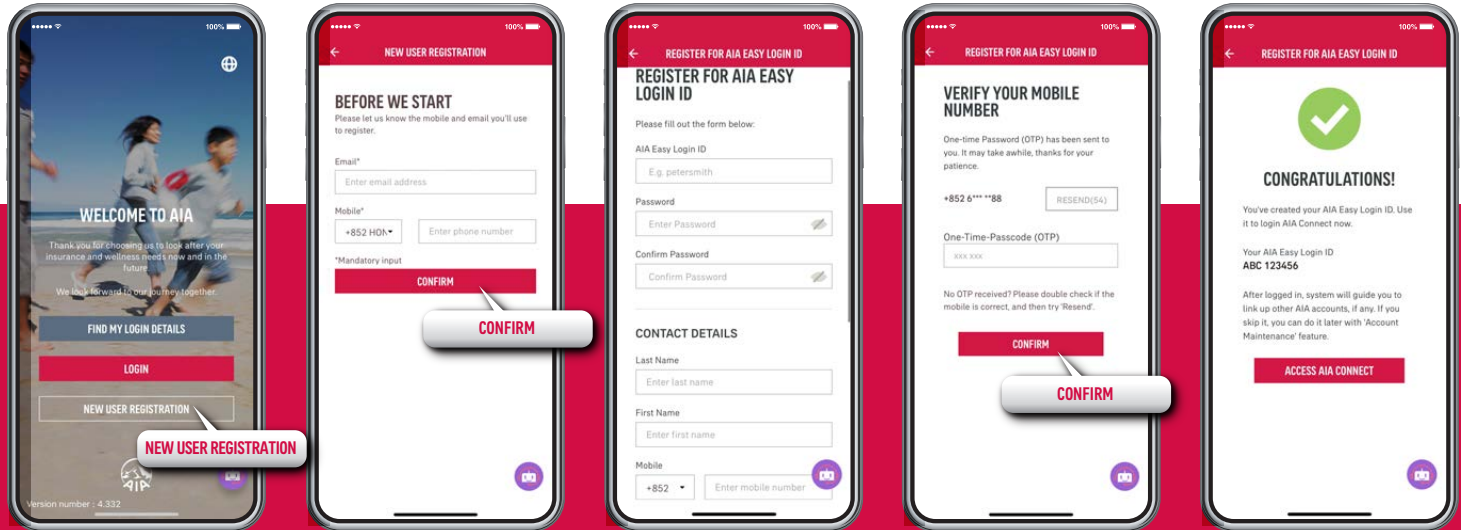 100%
WELCOME TO AIA
Thank you for choosing us to look after your
insurance and wellness needs now and in the
future.
We look forward to our journey together.
FIND MY LOGIN DETAILS
LOGIN
NEW USER REGISTRATION
NEW USER REGISTRATION
AIA
Version number : 4.332
100%
NEW USER REGISTRATION
BEFORE WE START
Please let us know the mobile and email you'll use
to register.
Email*
Enter email address
Mobile*
+852 HON
Enter phone number
*Mandatory input
CONFIRM
CONFIRM
100%
REGISTER FOR AIA EASY LOGIN ID
REGISTER FOR AIA EASY
LOGIN ID
Please fill out the form below:
AIA Easy Login ID
E.g. petersmith
Password
Enter Password
Confirm Password
Confirm Password
CONTACT DETAILS
Last Name
Enter last name
First Name
Enter first name
Mobile
+852
Enter mobile number
100%
REGISTER FOR AIA EASY LOGIN ID
VERIFY YOUR MOBILE
NUMBER
One-time Password (OTP) has been sent to
you. It may take awhile, thanks for your
patience.
+852 6*** **88
RESEND(54)
One-Time-Passcode (OTP)
xxx xxx
No OTP received? Please double check if the
mobile is correct, and then try 'Resend'.
CONFIRM
CONFIRM
100%
REGISTER FOR AIA EASY LOGIN ID
CONGRATULATIONS!
You've created your AIA Easy Login ID. Use
it to login AIA Connect now.
Your AIA Easy Login ID
ABC 123456
After logged in, system will guide you to
link up other AIA accounts, if any. If you
skip it, you can do it later with 'Account
Maintenance' feature.
ACCESS AIA CONNECT